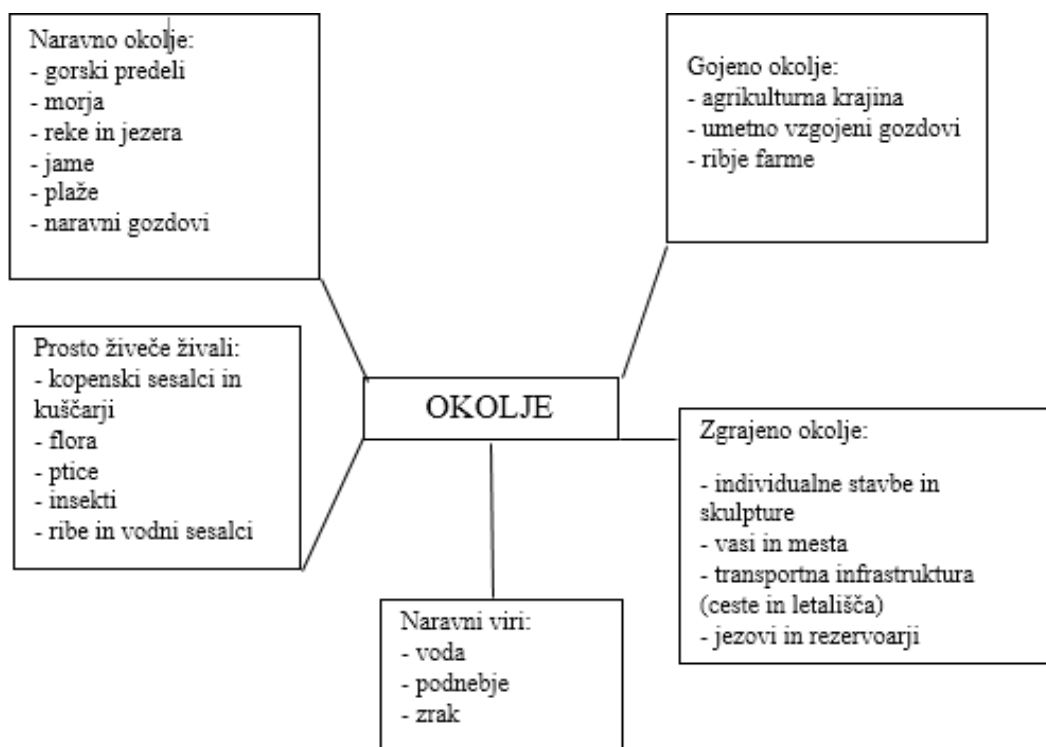 Naravno okolje:
- gorski predeli
- morja
- reke in jezera
- jame
- plaže
- naravni gozdovi
Gojeno okolje:
- agrikulturna krajina
- umetno vzgojeni gozdovi
- ribje farme
Prosto živeče živali:
- kopenski sesalci in
kuščarji
- flora
- ptice
- insekti
- ribe in vodni sesalci
OKOLJE
Zgrajeno okolje:
- individualne stavbe in
skulpture
- vasi in mesta
- transportna infrastruktura
(ceste in letališča)
- jezovi in rezervoarji
Naravni viri:
- voda
- podnebje
- zrak